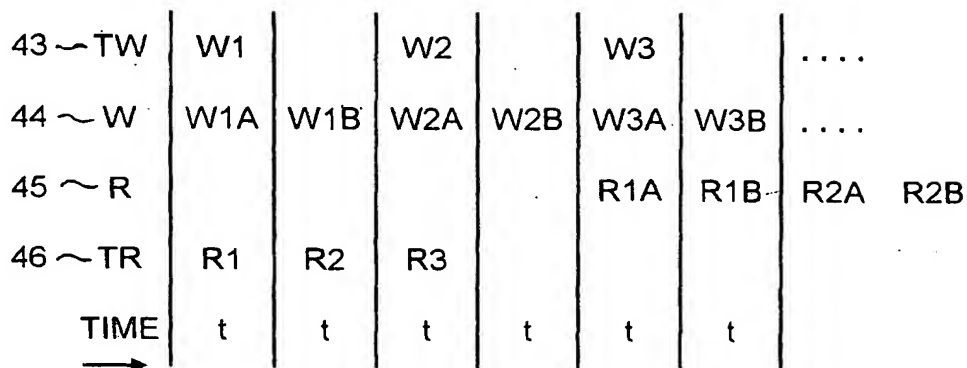 43 ~ TW W1 W2 W3 ....
44 ~ W W1A W1B W2A W2B W3A W3B ....
45 ~ R R1A R1B R2A R2B
46 ~ TR R1 R2 R3
TIME t t t t t t